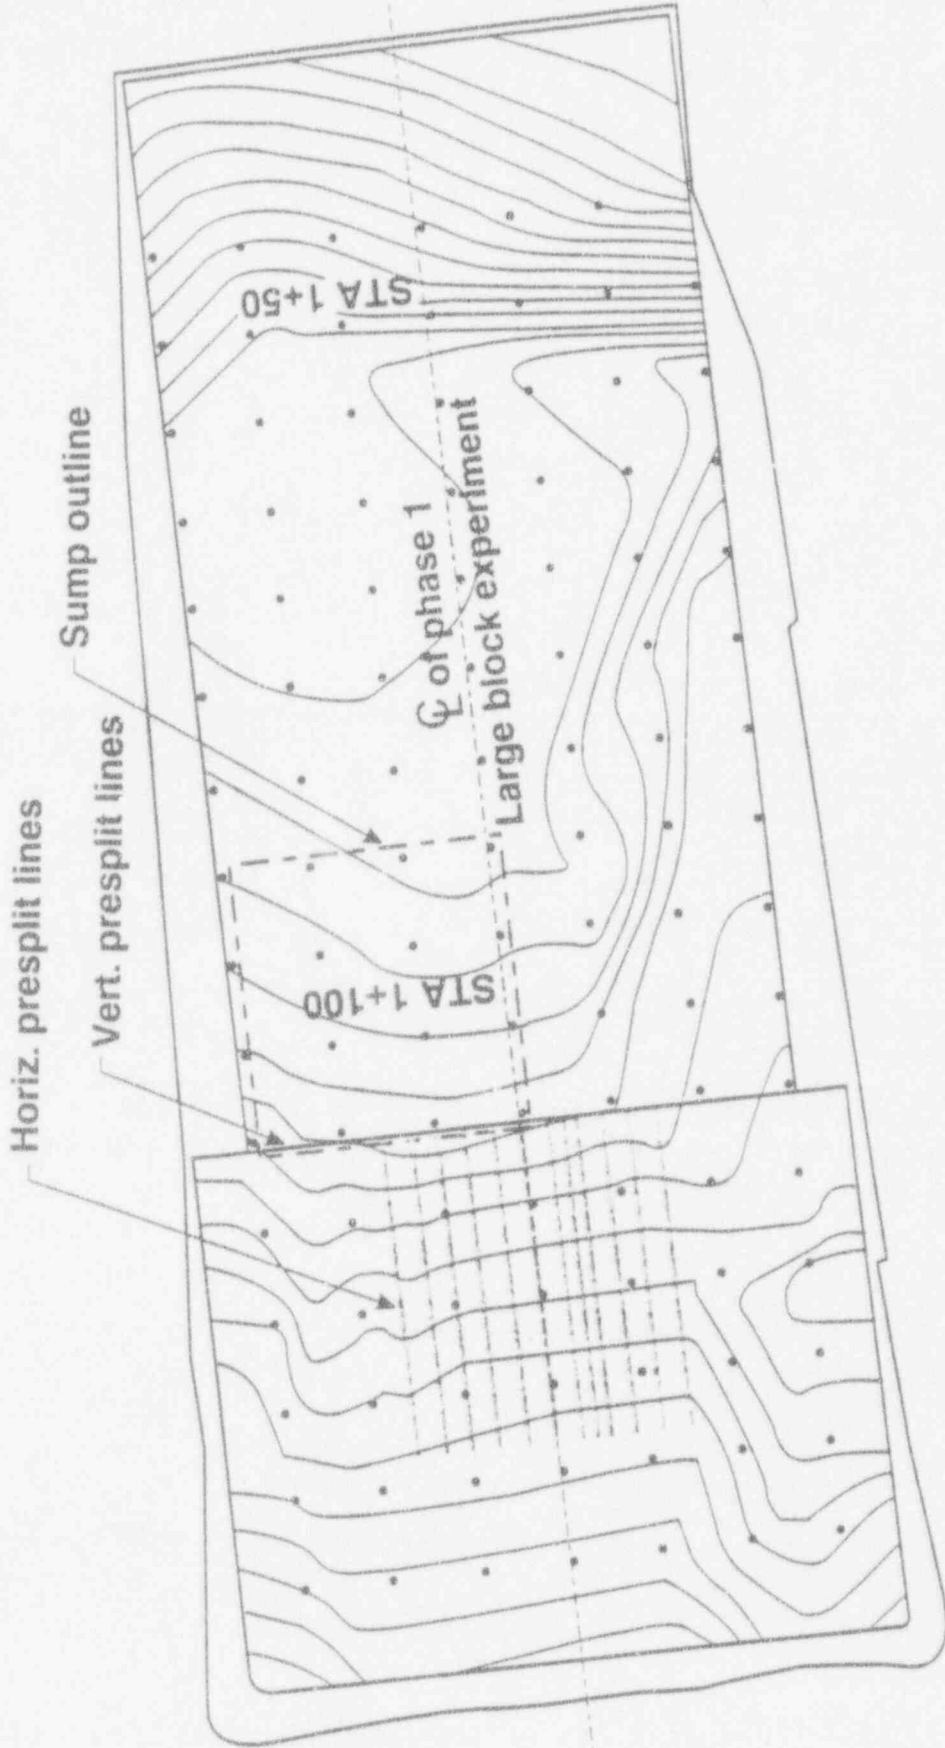 Horiz. presplit lines
Vert. presplit lines
Sump outline
STA 1+50
℄ of phase 1
Large block experiment
STA 1+100